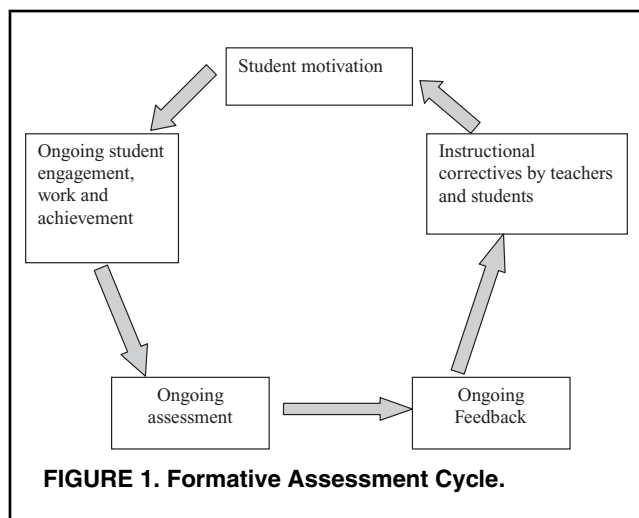 Student motivation
Ongoing student
engagement,
work and
achievement
Instructional
correctives by teachers
and students
Ongoing
assessment
Ongoing
Feedback
FIGURE 1. Formative Assessment Cycle.